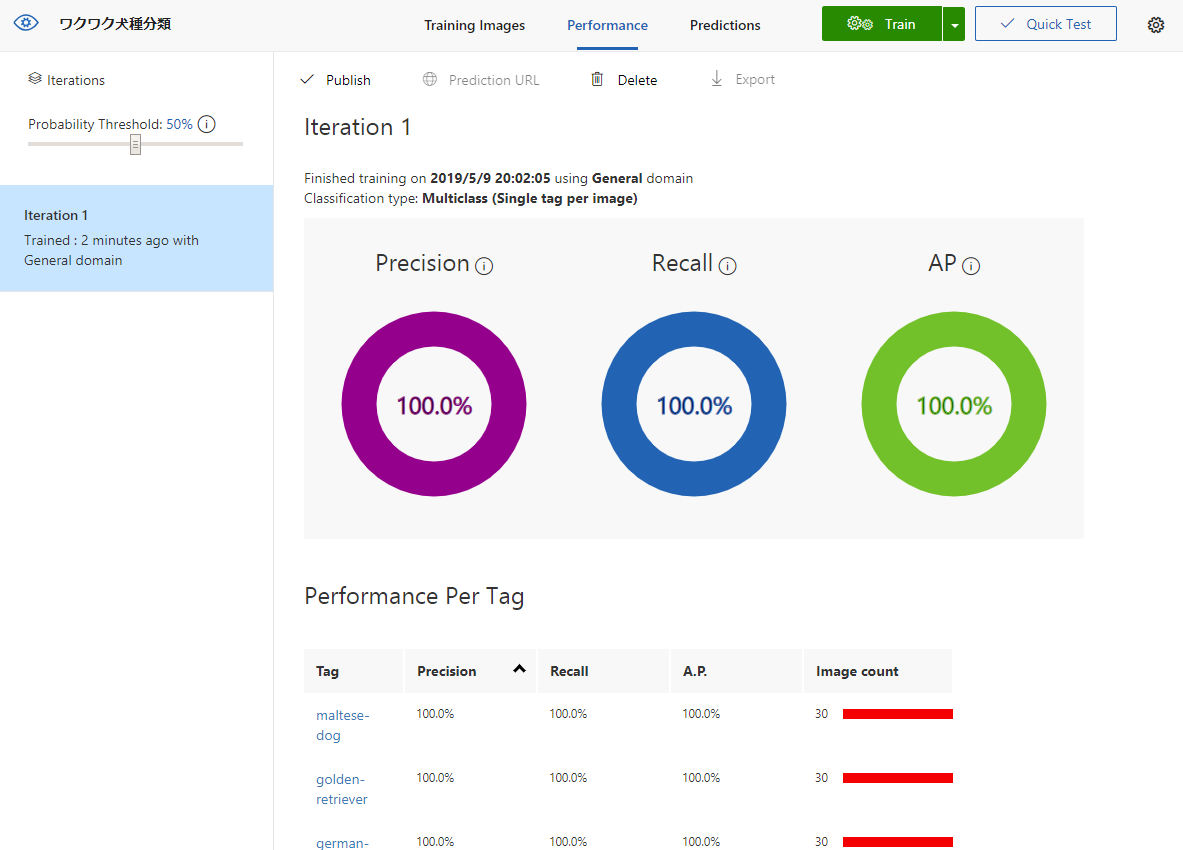 ワクワク犬種分類
Training Images
Performance
Predictions
Train
Quick Test
Iterations
Probability Threshold: 50%
Iteration 1
Trained : 2 minutes ago with
General domain
Publish
Prediction URL
Delete
Export
Iteration 1
Finished training on 2019/5/9 20:02:05 using General domain
Classification type: Multiclass (Single tag per image)
Precision
Recall
AP
100.0%
100.0%
100.0%
Performance Per Tag
Tag Precision Recall A.P. Image count
maltese-
dog
100.0% 100.0% 100.0% 30
golden-
retriever
100.0% 100.0% 100.0% 30
german-
100.0% 100.0% 100.0% 30